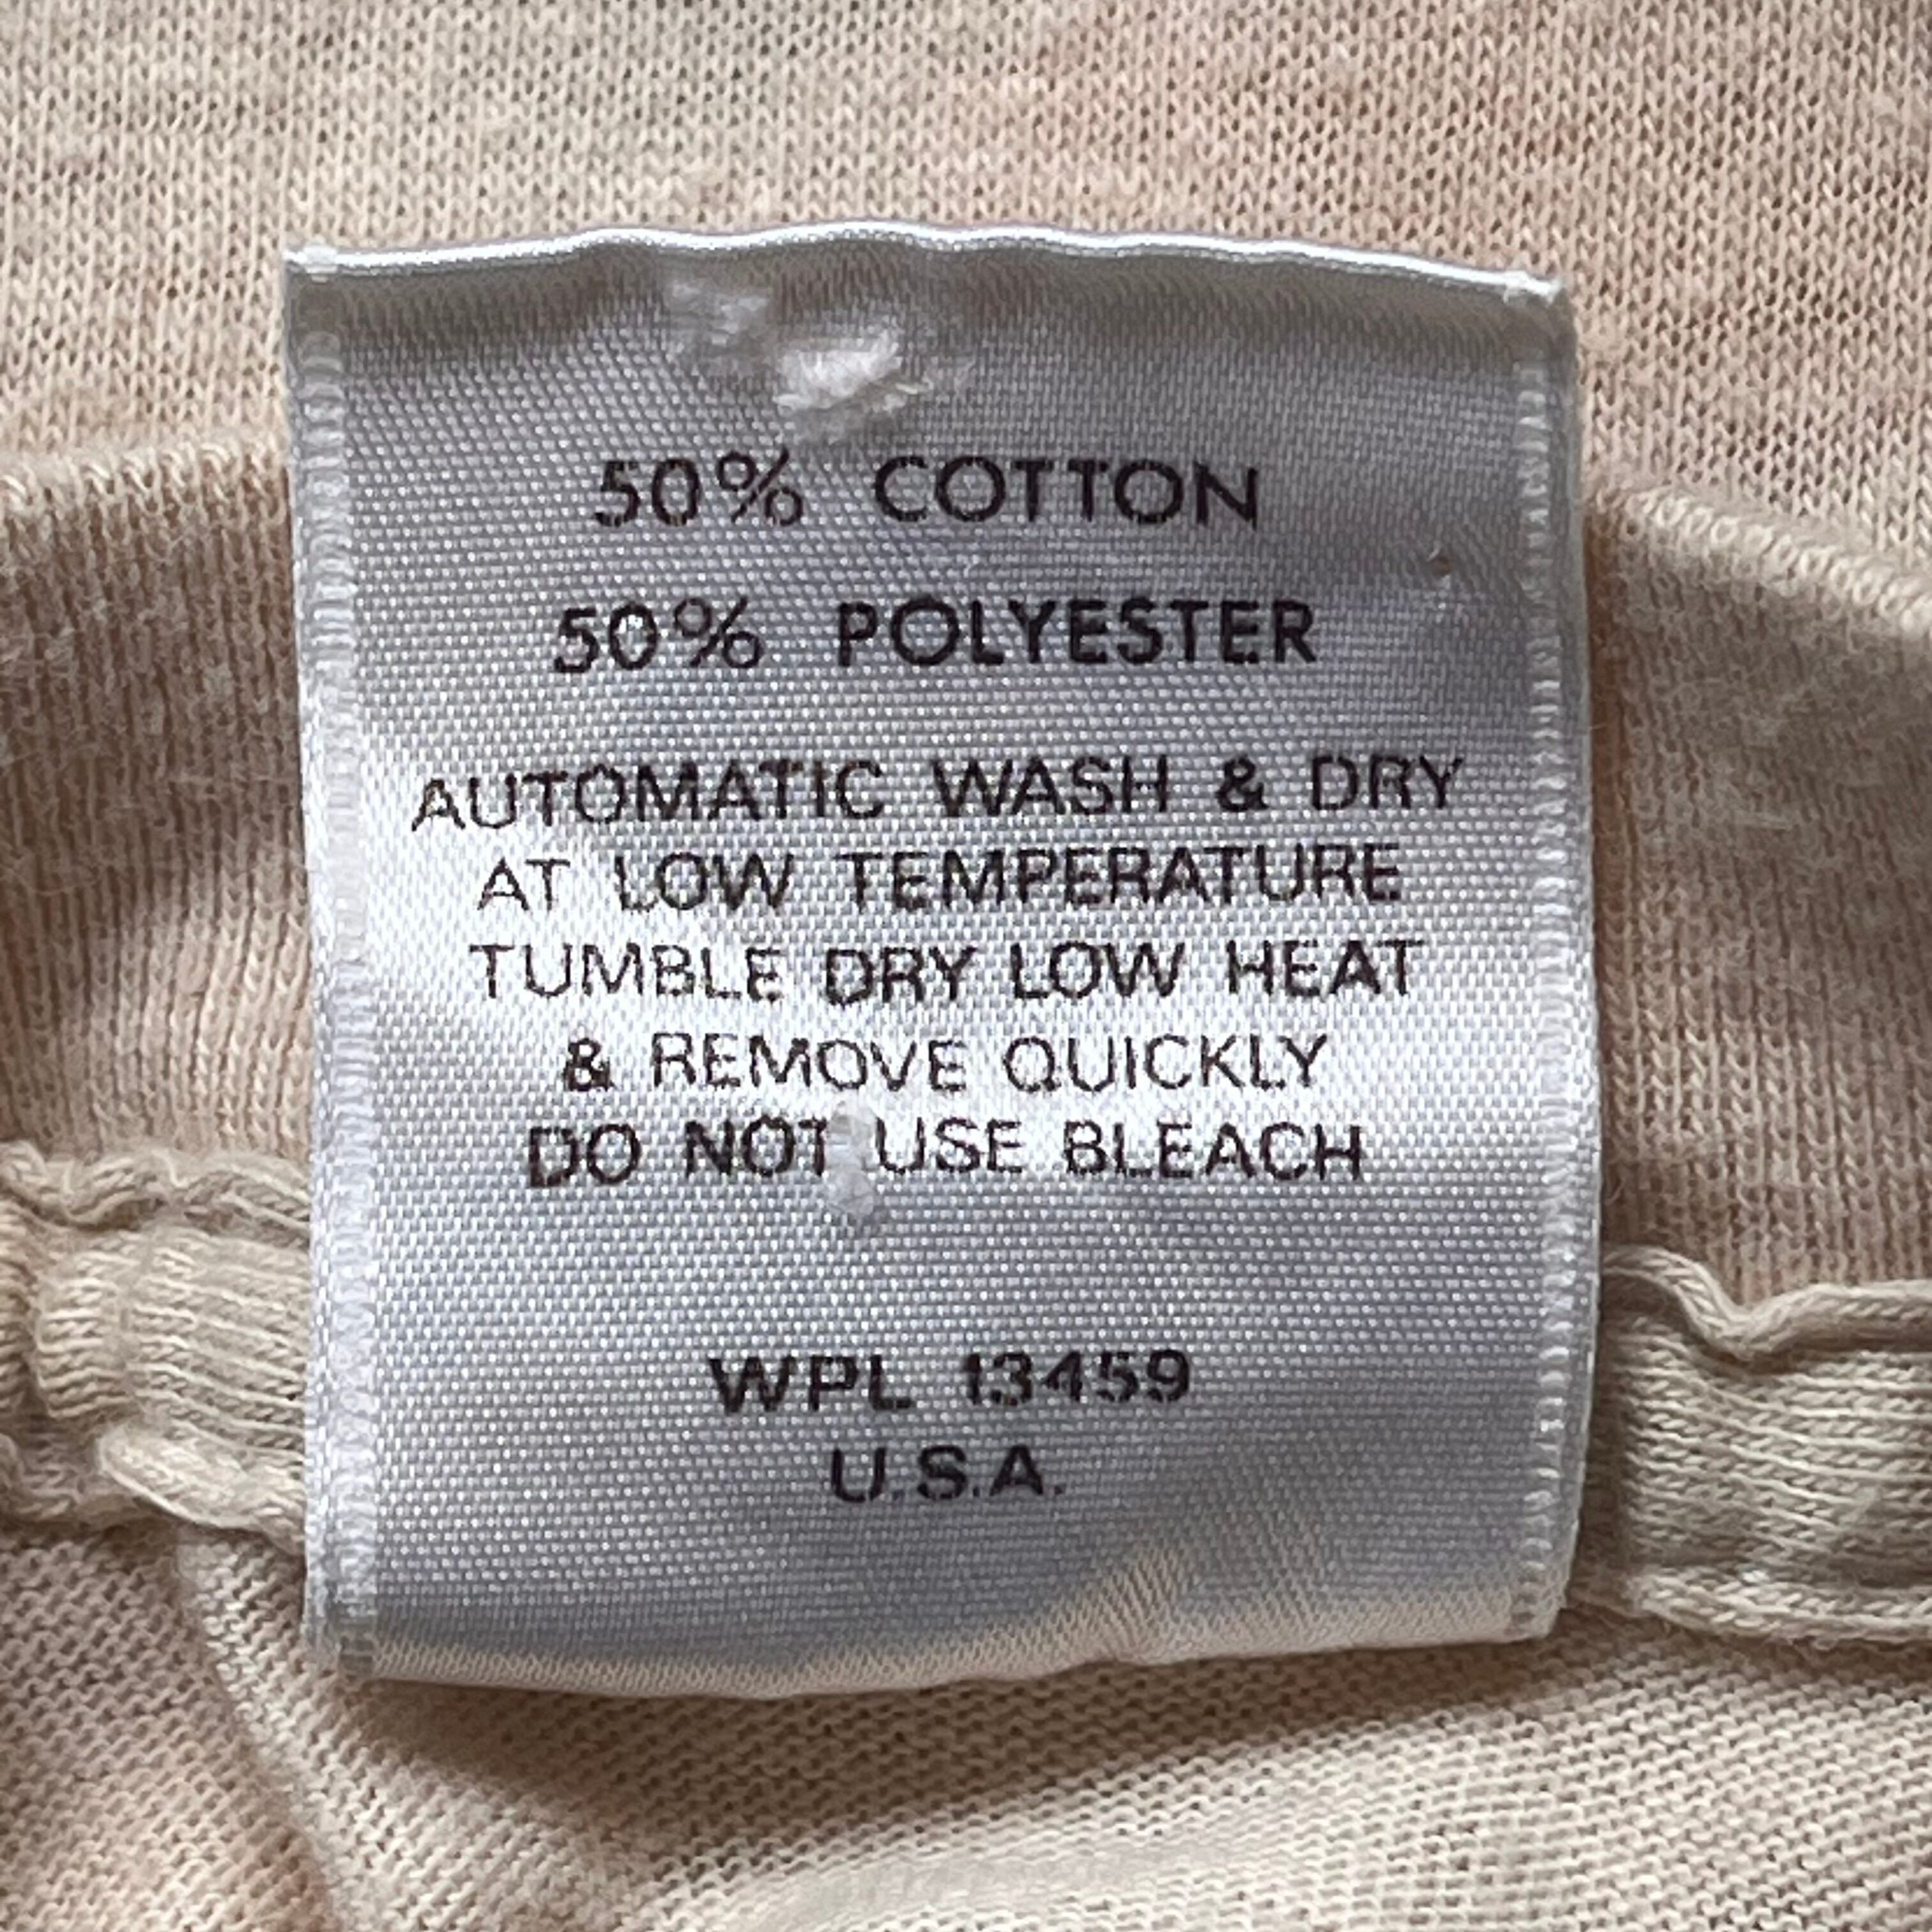 50% COTTON
50% POLYESTER
AUTOMATIC WASH & DRY
AT LOW TEMPERATURE
TUMBLE DRY LOW HEAT
& REMOVE QUICKLY
DO NOT USE BLEACH
WPL 13459
U.S.A.